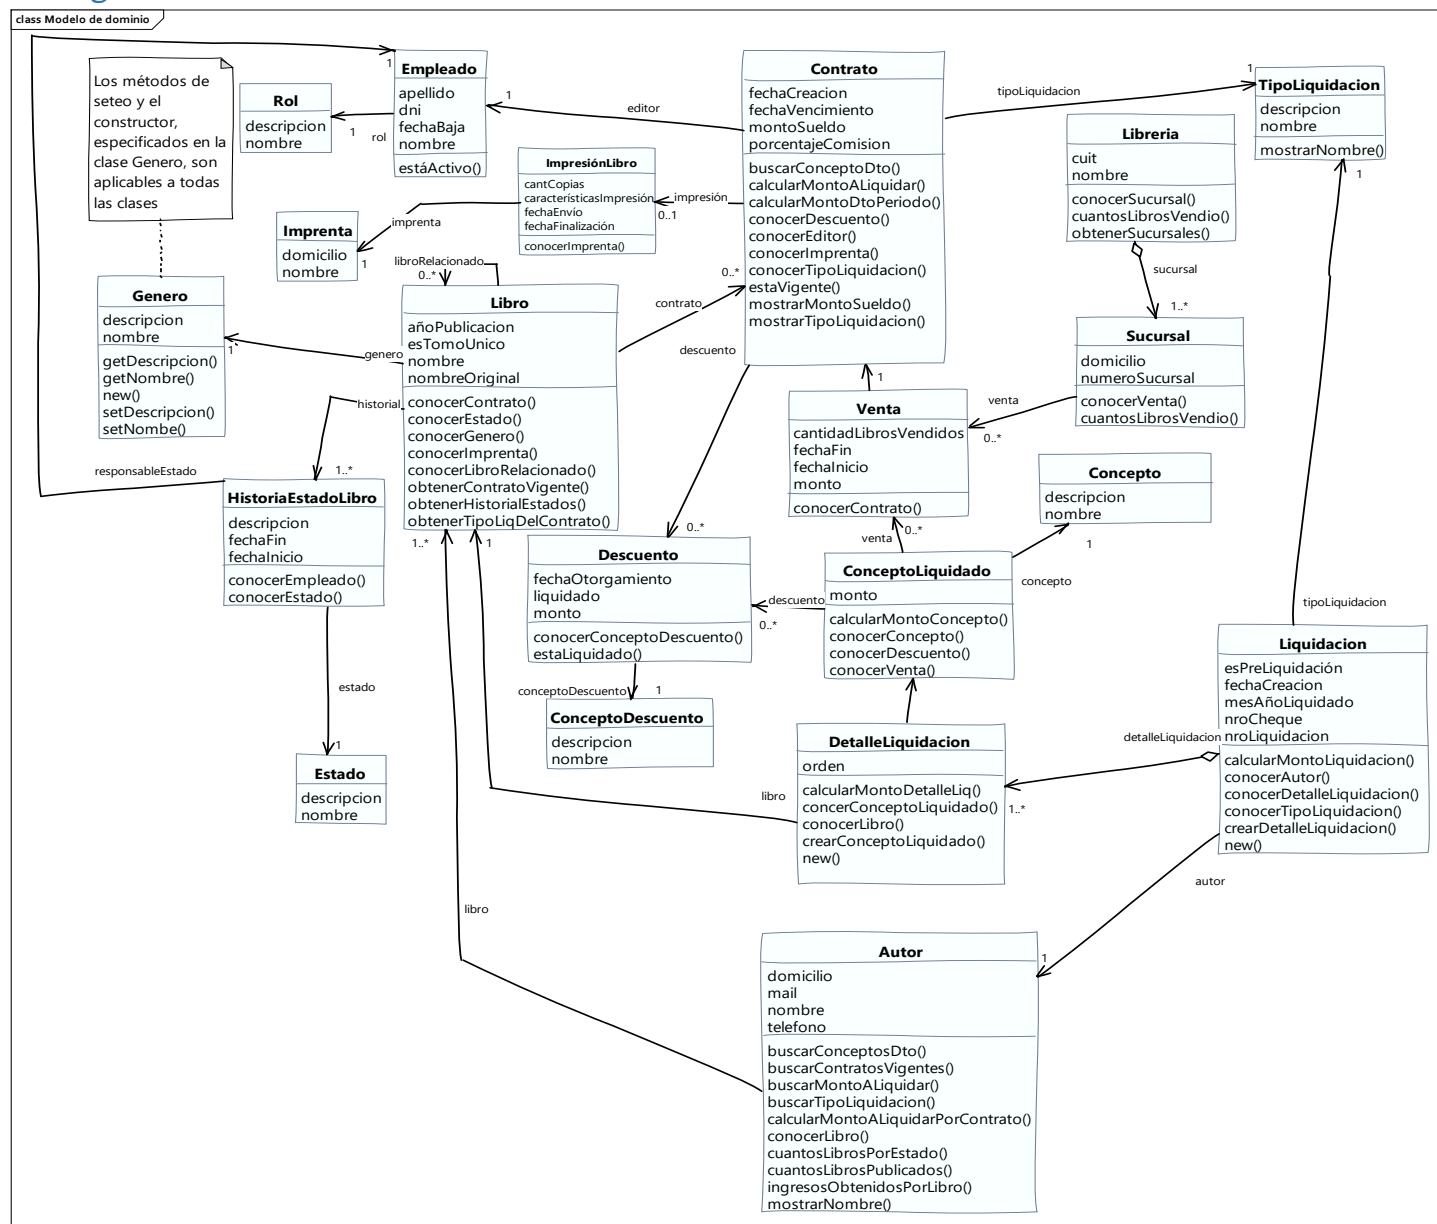 class Modelo de dominio
Los métodos de
seteo y el
constructor,
especificados en la
clase Genero, son
aplicables a todas
las clases
Rol
descripcion
nombre
1
rol
1
Empleado
apellido
dni
fechaBaja
nombre
estáActivo()
1
editor
Contrato
fechaCreacion
fechaVencimiento
montoSueldo
porcentajeComision
buscarConceptoDto()
calcularMontoALiquidar()
calcularMontoDtoPeriodo()
conocerDescuento()
conocerEditor()
conocerImprenta()
conocerTipoLiquidacion()
estaVigente()
mostrarMontoSueldo()
mostrarTipoLiquidacion()
tipoLiquidacion
1
TipoLiquidacion
descripcion
nombre
mostrarNombre()
1
Libreria
cuit
nombre
conocerSucursal()
cuantosLibrosVendio()
obtenerSucursales()
sucursal
1..*
ImpresiónLibro
cantCopias
característicasImpresión
fechaEnvío
fechaFinalización
conocerImprenta()
impresión
0..1
imprenta
1
Imprenta
domicilio
nombre
libroRelacionado
0..*
0..*
contrato
Genero
descripcion
nombre
getDescripcion()
getNombre()
new()
setDescripcion()
setNombe()
1
genero
Libro
añoPublicacion
esTomoUnico
nombre
nombreOriginal
conocerContrato()
conocerEstado()
conocerGenero()
conocerImprenta()
conocerLibroRelacionado()
obtenerContratoVigente()
obtenerHistorialEstados()
obtenerTipoLiqDelContrato()
historial
1..*
descuento
0..*
1
Sucursal
domicilio
numeroSucursal
conocerVenta()
cuantosLibrosVendio()
venta
0..*
Venta
cantidadLibrosVendidos
fechaFin
fechaInicio
monto
conocerContrato()
Concepto
descripcion
nombre
1
responsableEstado
HistoriaEstadoLibro
descripcion
fechaFin
fechaInicio
conocerEmpleado()
conocerEstado()
1..*
1
venta
0..*
concepto
Descuento
fechaOtorgamiento
liquidado
monto
conocerConceptoDescuento()
estaLiquidado()
descuento
0..*
ConceptoLiquidado
monto
calcularMontoConcepto()
conocerConcepto()
conocerDescuento()
conocerVenta()
tipoLiquidacion
Liquidacion
esPreLiquidación
fechaCreacion
mesAñoLiquidado
nroCheque
nroLiquidacion
calcularMontoLiquidacion()
conocerAutor()
conocerDetalleLiquidacion()
conocerTipoLiquidacion()
crearDetalleLiquidacion()
new()
estado
1
conceptoDescuento
1
ConceptoDescuento
descripcion
nombre
Estado
descripcion
nombre
detalleLiquidacion
1..*
DetalleLiquidacion
orden
calcularMontoDetalleLiq()
concerConceptoLiquidado()
conocerLibro()
crearConceptoLiquidado()
new()
libro
autor
1
libro
Autor
domicilio
mail
nombre
telefono
buscarConceptosDto()
buscarContratosVigentes()
buscarMontoALiquidar()
buscarTipoLiquidacion()
calcularMontoALiquidarPorContrato()
conocerLibro()
cuantosLibrosPorEstado()
cuantosLibrosPublicados()
ingresosObtenidosPorLibro()
mostrarNombre()